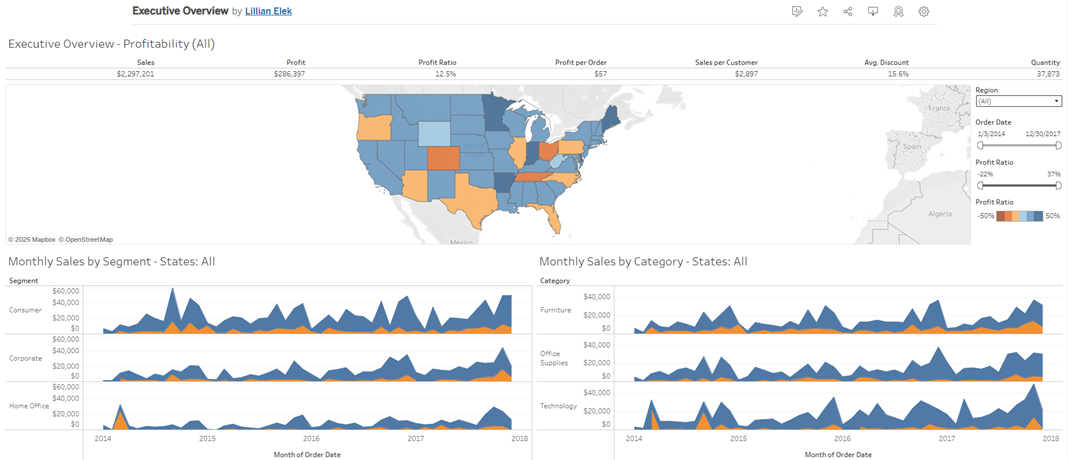 Executive Overview by Lillian Elek
Executive Overview - Profitability (All)
Sales Profit Profit Ratio Profit per Order Sales per Customer Avg. Discount Quantity
$2,297,201 $286,397 12.5% $57 $2,897 15.6% 37,873
Region
(All)
Order Date
1/3/2014 12/30/2017
Profit Ratio
-22% 37%
Profit Ratio
-50% 50%
France
Spain
Algeria
Mexico
© 2025 Mapbox © OpenStreetMap
Monthly Sales by Segment - States: All
Segment
Consumer
$60,000
$40,000
$20,000
$0
Corporate
$60,000
$40,000
$20,000
$0
Home Office
$60,000
$40,000
$20,000
$0
2014 2015 2016 2017 2018
Month of Order Date
Monthly Sales by Category - States: All
Category
Furniture
$40,000
$20,000
$0
Office
Supplies
$40,000
$20,000
$0
Technology
$40,000
$20,000
$0
2014 2015 2016 2017 2018
Month of Order Date